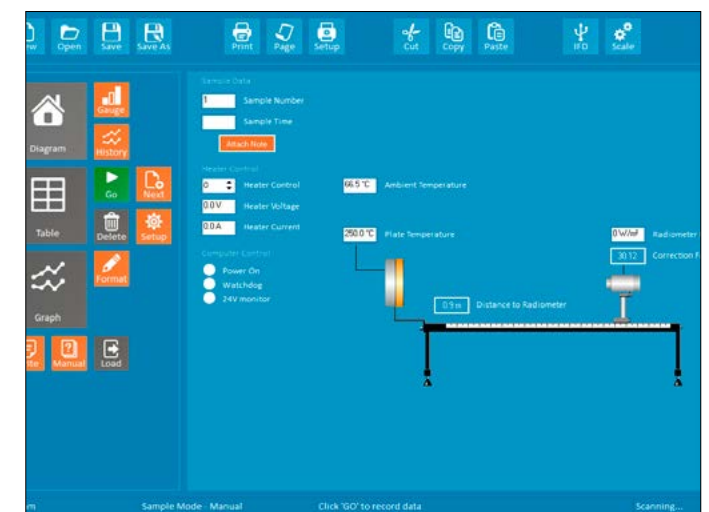 ew Open Save Save As Print Page Setup Cut Copy Paste IFD Scale
Sample Data
1 Sample Number
Sample Time
Attach Note
Diagram Gauge
History
Heater Control
0 Heater Control 66.5 °C Ambient Temperature
0.0 V Heater Voltage
0.0 A Heater Current 250.0 °C Plate Temperature
Go Next
Table Delete Setup
0 W/m² Radiometer
30.12 Correction F
Computer Control
Power On
Watchdog
24V monitor
Format
0.9 m Distance to Radiometer
Graph
Manual Load
m Sample Mode - Manual Click 'GO' to record data Scanning...